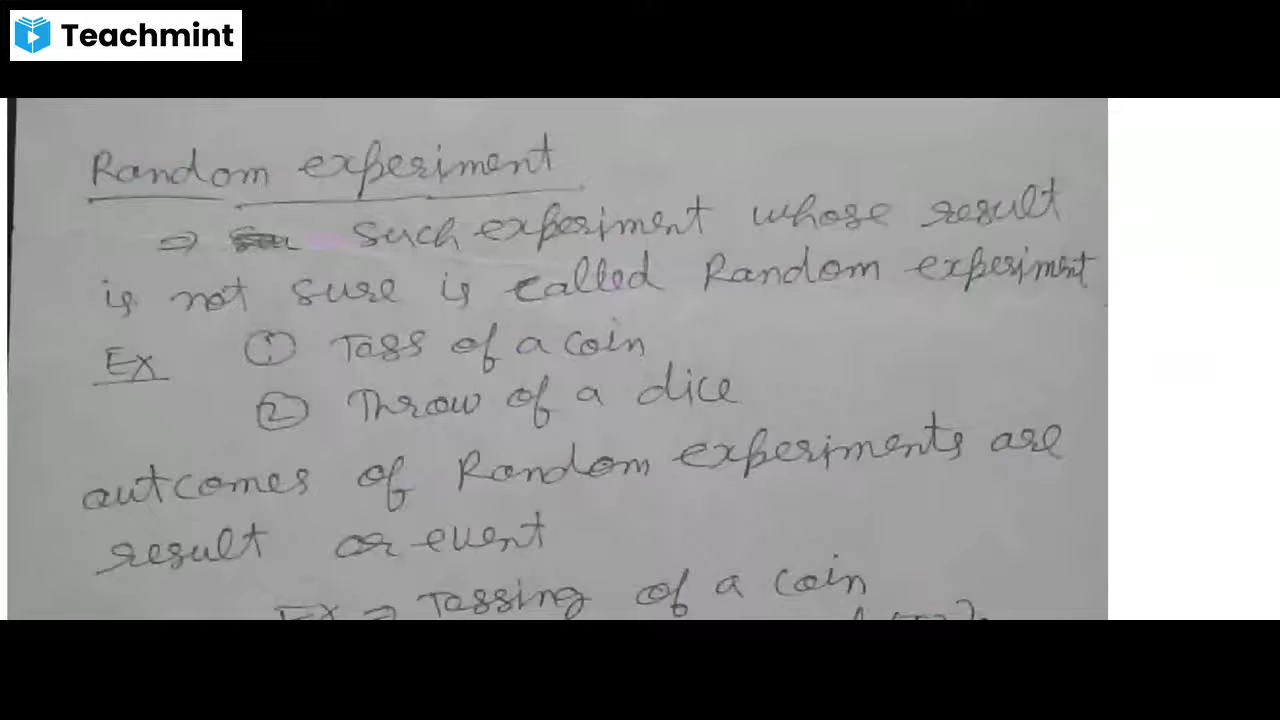 Teachmint
Random experiment
⇒ such experiment whose result
is not sure is called Random experiment
Ex ① Toss of a coin
② Throw of a dice
outcomes of Random experiments are
result or event
Ex ⇒ Tossing of a coin